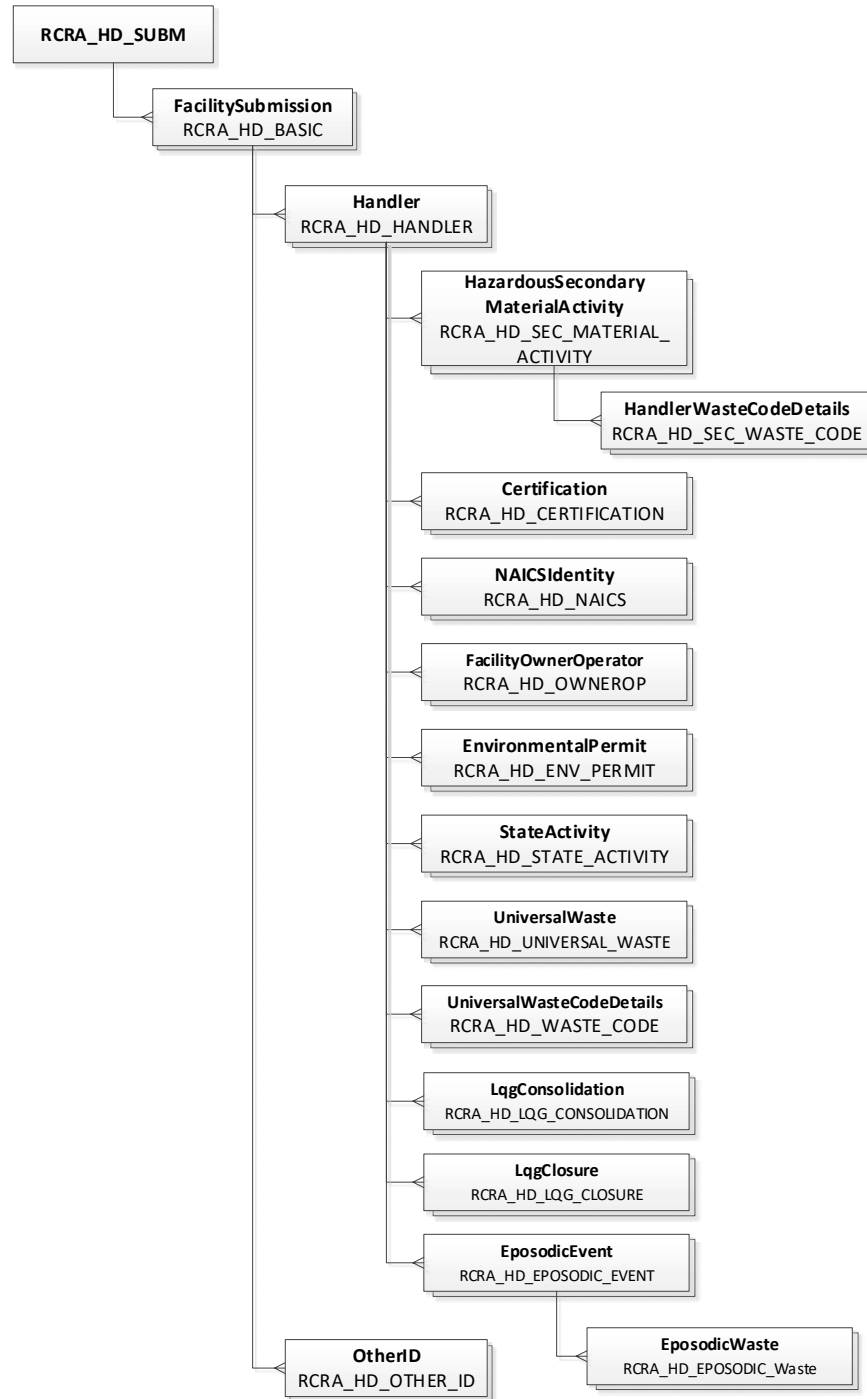 RCRA_HD_SUBM
FacilitySubmission
RCRA_HD_BASIC
Handler
RCRA_HD_HANDLER
HazardousSecondary
MaterialActivity
RCRA_HD_SEC_MATERIAL_
ACTIVITY
HandlerWasteCodeDetails
RCRA_HD_SEC_WASTE_CODE
Certification
RCRA_HD_CERTIFICATION
NAICSIdentity
RCRA_HD_NAICS
FacilityOwnerOperator
RCRA_HD_OWNEROP
EnvironmentalPermit
RCRA_HD_ENV_PERMIT
StateActivity
RCRA_HD_STATE_ACTIVITY
UniversalWaste
RCRA_HD_UNIVERSAL_WASTE
UniversalWasteCodeDetails
RCRA_HD_WASTE_CODE
LqgConsolidation
RCRA_HD_LQG_CONSOLIDATION
LqgClosure
RCRA_HD_LQG_CLOSURE
EposodicEvent
RCRA_HD_EPOSODIC_EVENT
EposodicWaste
RCRA_HD_EPOSODIC_Waste
OtherID
RCRA_HD_OTHER_ID